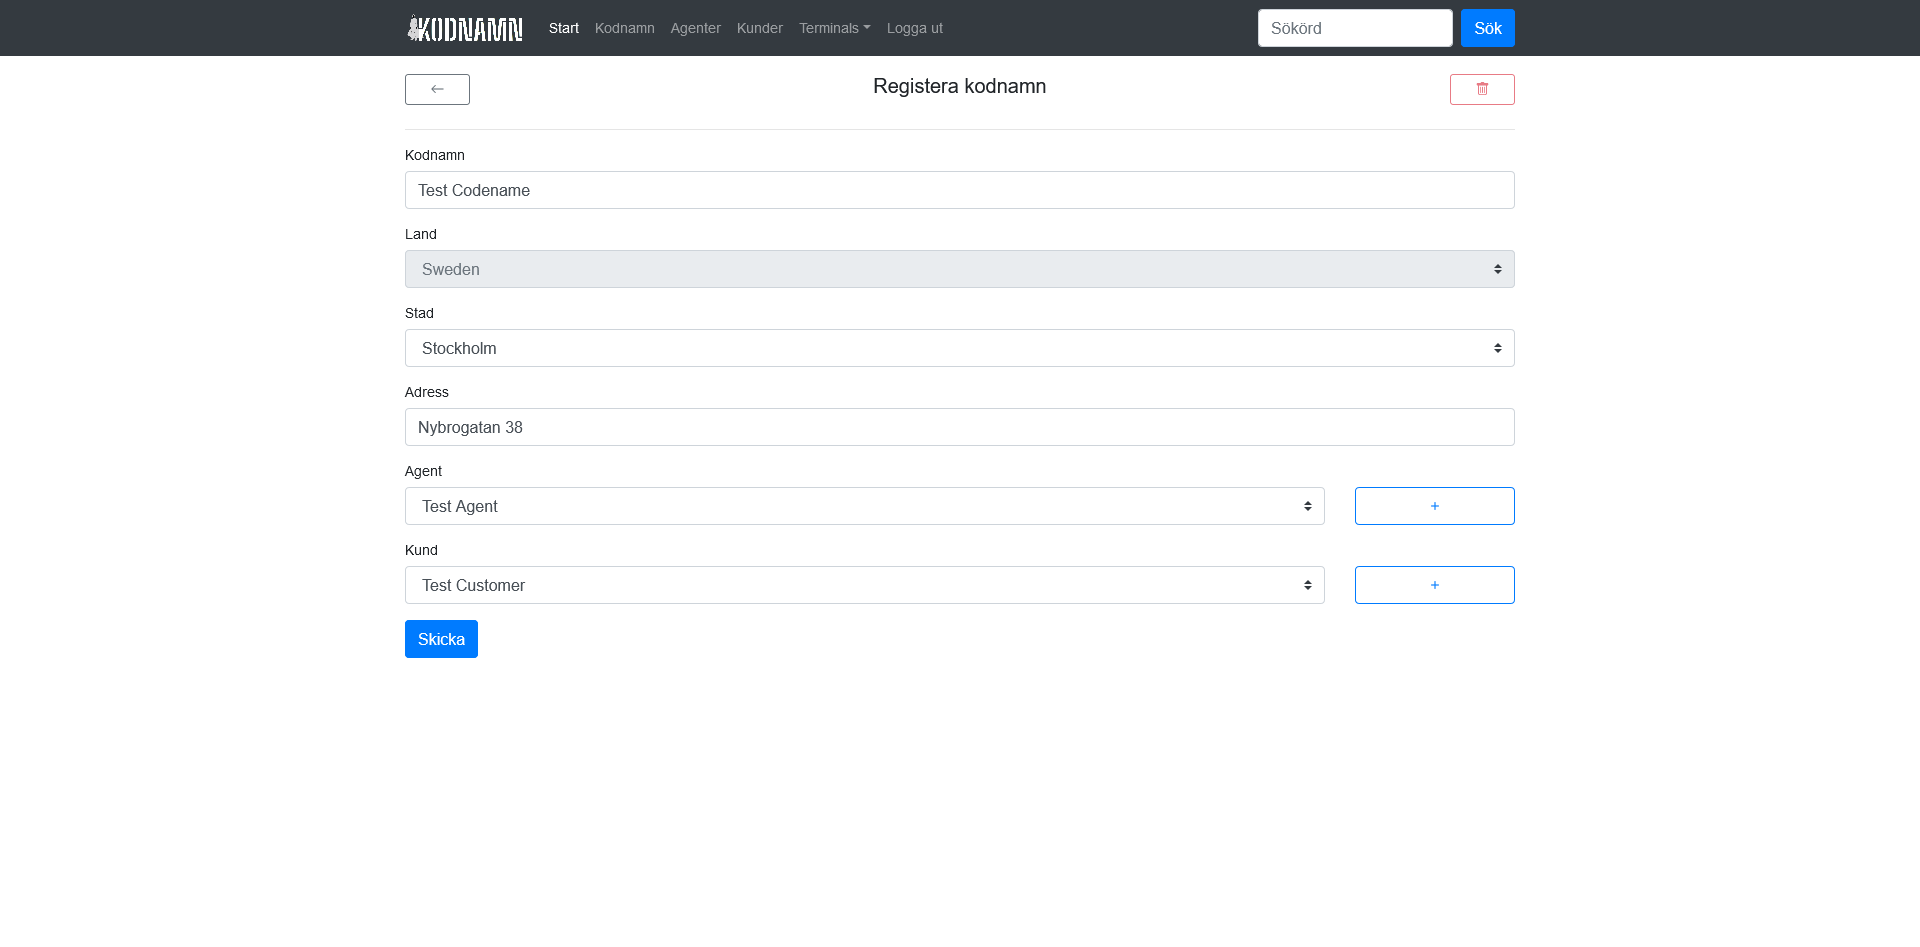 KODNAMN Start Kodnamn Agenter Kunder Terminals Logga ut Sökörd Sök
Registera kodnamn
Kodnamn
Test Codename
Land
Sweden
Stad
Stockholm
Adress
Nybrogatan 38
Agent
Test Agent +
Kund
Test Customer +
Skicka